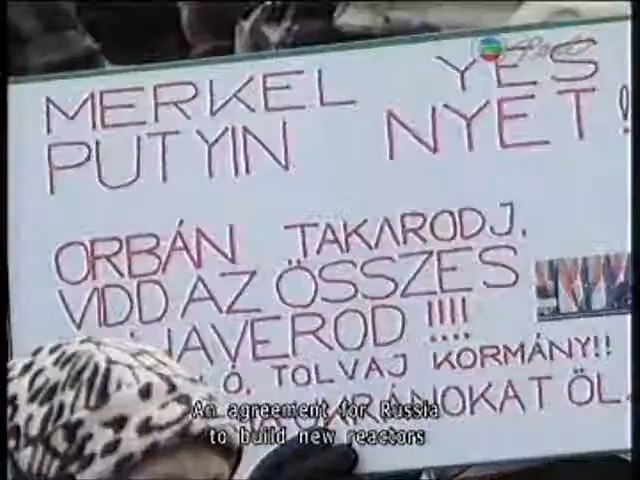 MERKEL YES
PUTYIN NYET!
ORBÁN TAKARODJ.
VIDD AZ ÖSSZES
HAVEROD !!!!
Ó, TOLVAJ KORMÁNY!!
ÖL.
An agreement for Russia
to build new reactors